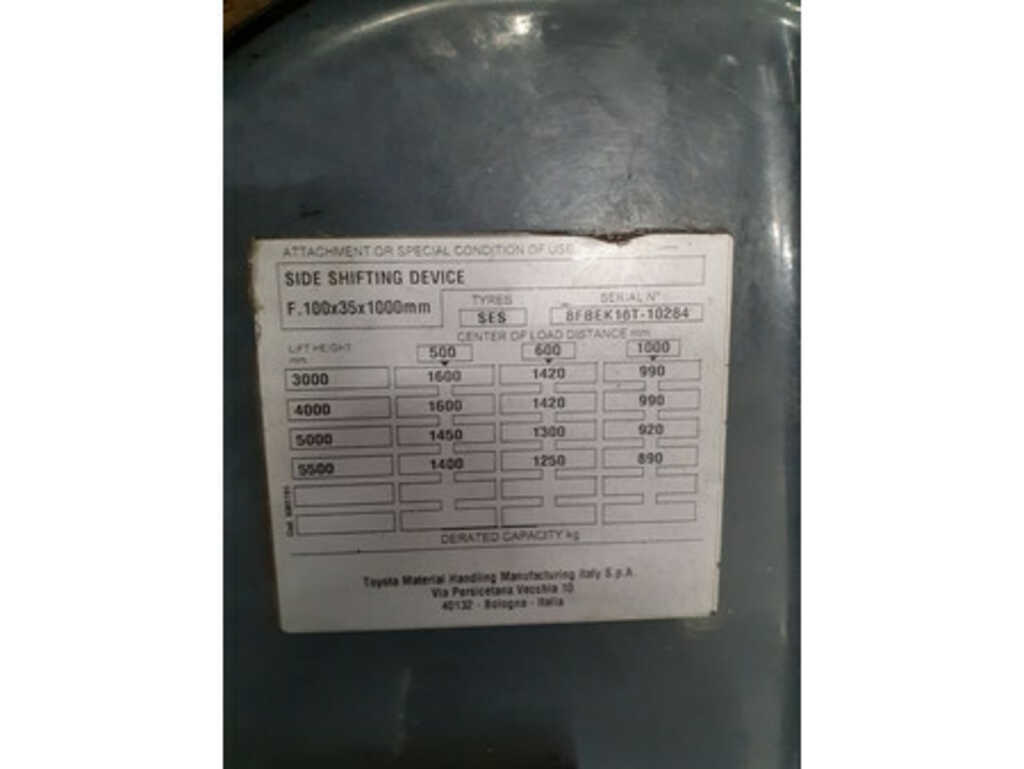 ATTACHMENT OR SPECIAL CONDITION OF USE
SIDE SHIFTING DEVICE
F.100x35x1000mm
TYRES
SES
SERIAL N°
8FBEK16T-10284
CENTER OF LOAD DISTANCE mm
LIFT HEIGHT
mm
500 600 1000
3000 1600 1420 990
4000 1600 1420 990
5000 1450 1300 920
5500 1400 1250 890
DERATED CAPACITY kg
Toyota Material Handling Manufacturing Italy S.p.A.
Via Persicetana Vecchia 10
40132 - Bologna - Italia